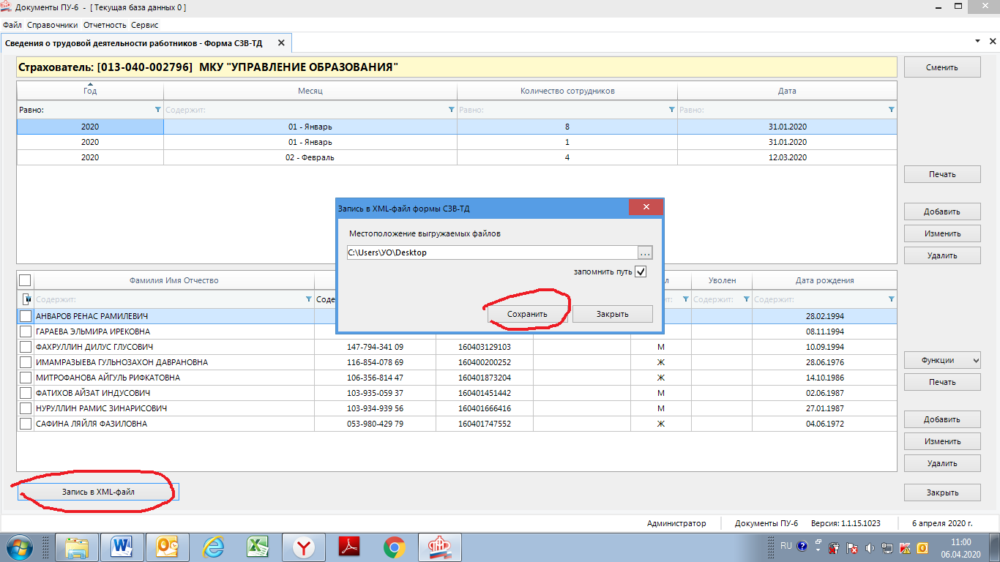 Документы ПУ-6 - [ Текущая база данных 0 ]
Файл Справочники Отчетность Сервис
Сведения о трудовой деятельности работников - Форма СЗВ-ТД
Страхователь: [013-040-002796] МКУ "УПРАВЛЕНИЕ ОБРАЗОВАНИЯ" Сменить
Год Месяц Количество сотрудников Дата
Равно: Содержит: Равно: Равно:
2020 01 - Январь 8 31.01.2020
2020 01 - Январь 1 31.01.2020
2020 02 - Февраль 4 12.03.2020
Печать
Добавить
Изменить
Удалить
Запись в XML-файл формы СЗВ-ТД
Местоположение выгружаемых файлов
C:\Users\УО\Desktop ...
запомнить путь
Сохранить Закрыть
Фамилия Имя Отчество л Уволен Дата рождения
Содержит: Соде т: Содержит: Содержит:
АНВАРОВ РЕНАС РАМИЛЕВИЧ 28.02.1994
ГАРАЕВА ЭЛЬМИРА ИРЕКОВНА 08.11.1994
ФАХРУЛЛИН ДИЛУС ГЛУСОВИЧ 147-794-341 09 160403129103 М 10.09.1994
ИМАМРАЗЫЕВА ГУЛЬНОЗАХОН ДАВРАНОВНА 116-854-078 69 160400200252 Ж 28.06.1976
МИТРОФАНОВА АЙГУЛЬ РИФКАТОВНА 106-356-814 47 160401873204 Ж 14.10.1986
ФАТИХОВ АЙЗАТ ИНДУСОВИЧ 103-935-059 37 160401451442 М 02.06.1987
НУРУЛЛИН РАМИС ЗИНАРИСОВИЧ 103-934-939 56 160401666416 М 27.01.1987
САФИНА ЛЯЙЛЯ ФАЗИЛОВНА 053-980-429 79 160401747552 Ж 04.06.1972
Функции
Печать
Добавить
Изменить
Удалить
Запись в XML-файл Закрыть
Администратор Документы ПУ-6 Версия: 1.1.15.1023 6 апреля 2020 г.
RU 11:00
06.04.2020